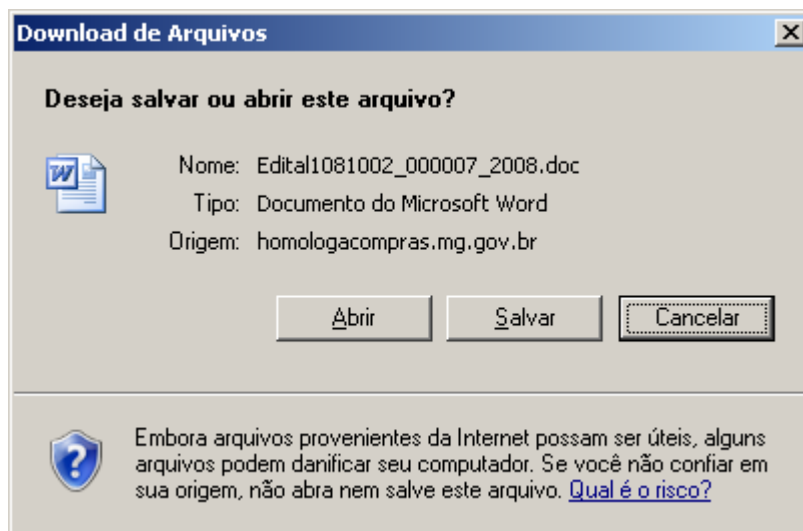 Download de Arquivos
Deseja salvar ou abrir este arquivo?
Nome: Edital1081002_000007_2008.doc
Tipo: Documento do Microsoft Word
Origem: homologacompras.mg.gov.br
Abrir Salvar Cancelar
Embora arquivos provenientes da Internet possam ser úteis, alguns
arquivos podem danificar seu computador. Se você não confiar em
sua origem, não abra nem salve este arquivo. Qual é o risco?